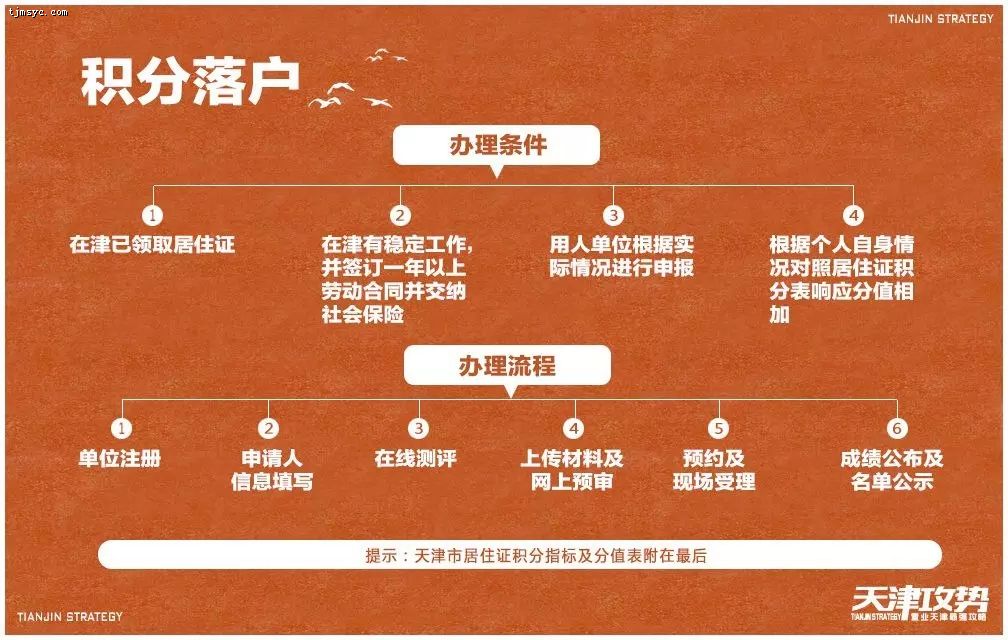 tjmsyc.com
TIANJIN STRATEGY
积分落户
办理条件
1
在津已领取居住证
2
在津有稳定工作，
并签订一年以上
劳动合同并交纳
社会保险
3
用人单位根据实
际情况进行申报
4
根据个人自身情
况对照居住证积
分表响应分值相
加
办理流程
1
单位注册
2
申请人
信息填写
3
在线测评
4
上传材料及
网上预审
5
预约及
现场受理
6
成绩公布及
名单公示
提示：天津市居住证积分指标及分值表附在最后
TIANJIN STRATEGY
天津攻势
TIANJIN STRATEGY 置业天津最强攻略